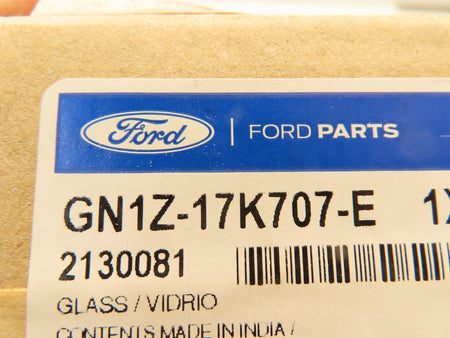 Ford | FORD PARTS
GN1Z-17K707-E 1X
2130081
GLASS / VIDRIO
CONTENTS MADE IN INDIA /